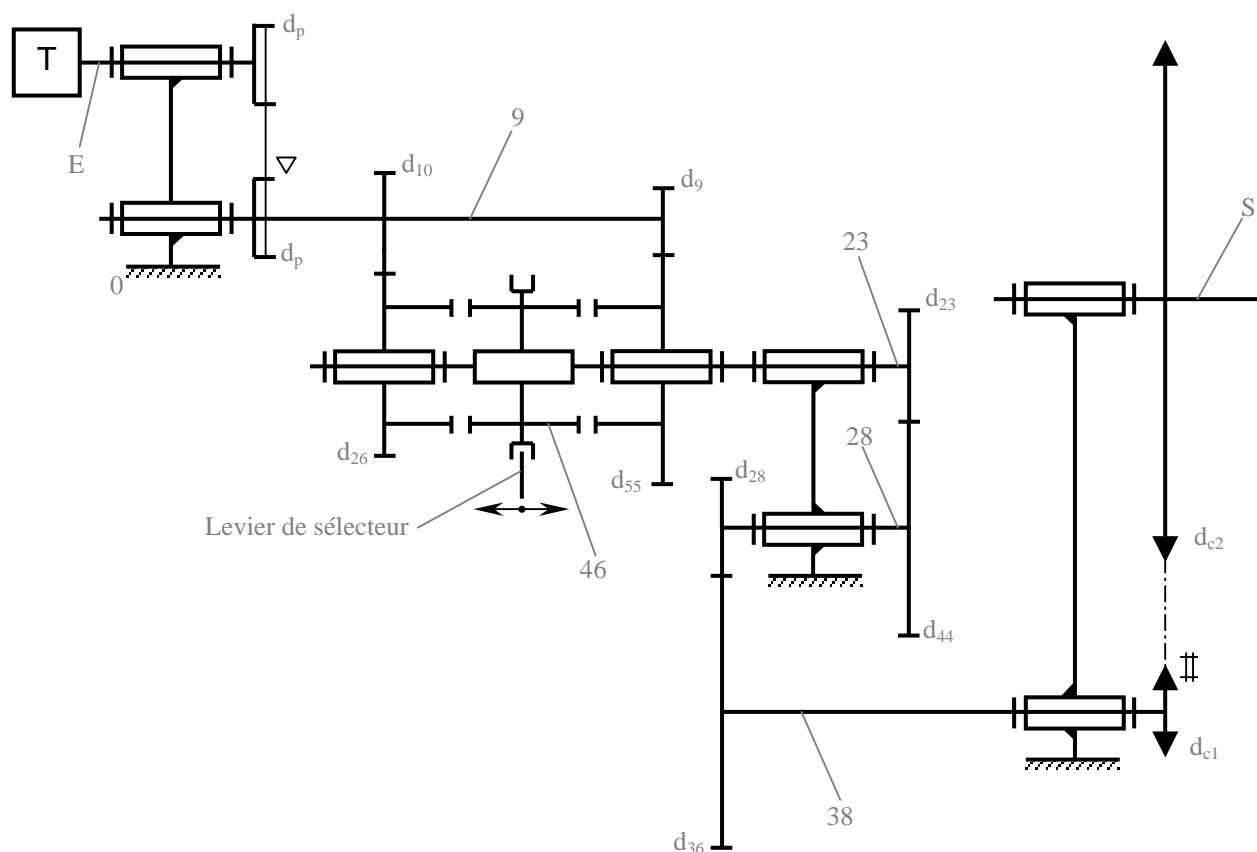 T
E
d_p
9
d_10
d_9
d_p
0
23
d_23
S
28
d_26
d_28
d_55
Levier de sélecteur
46
d_44
d_c2
38
d_c1
d_36